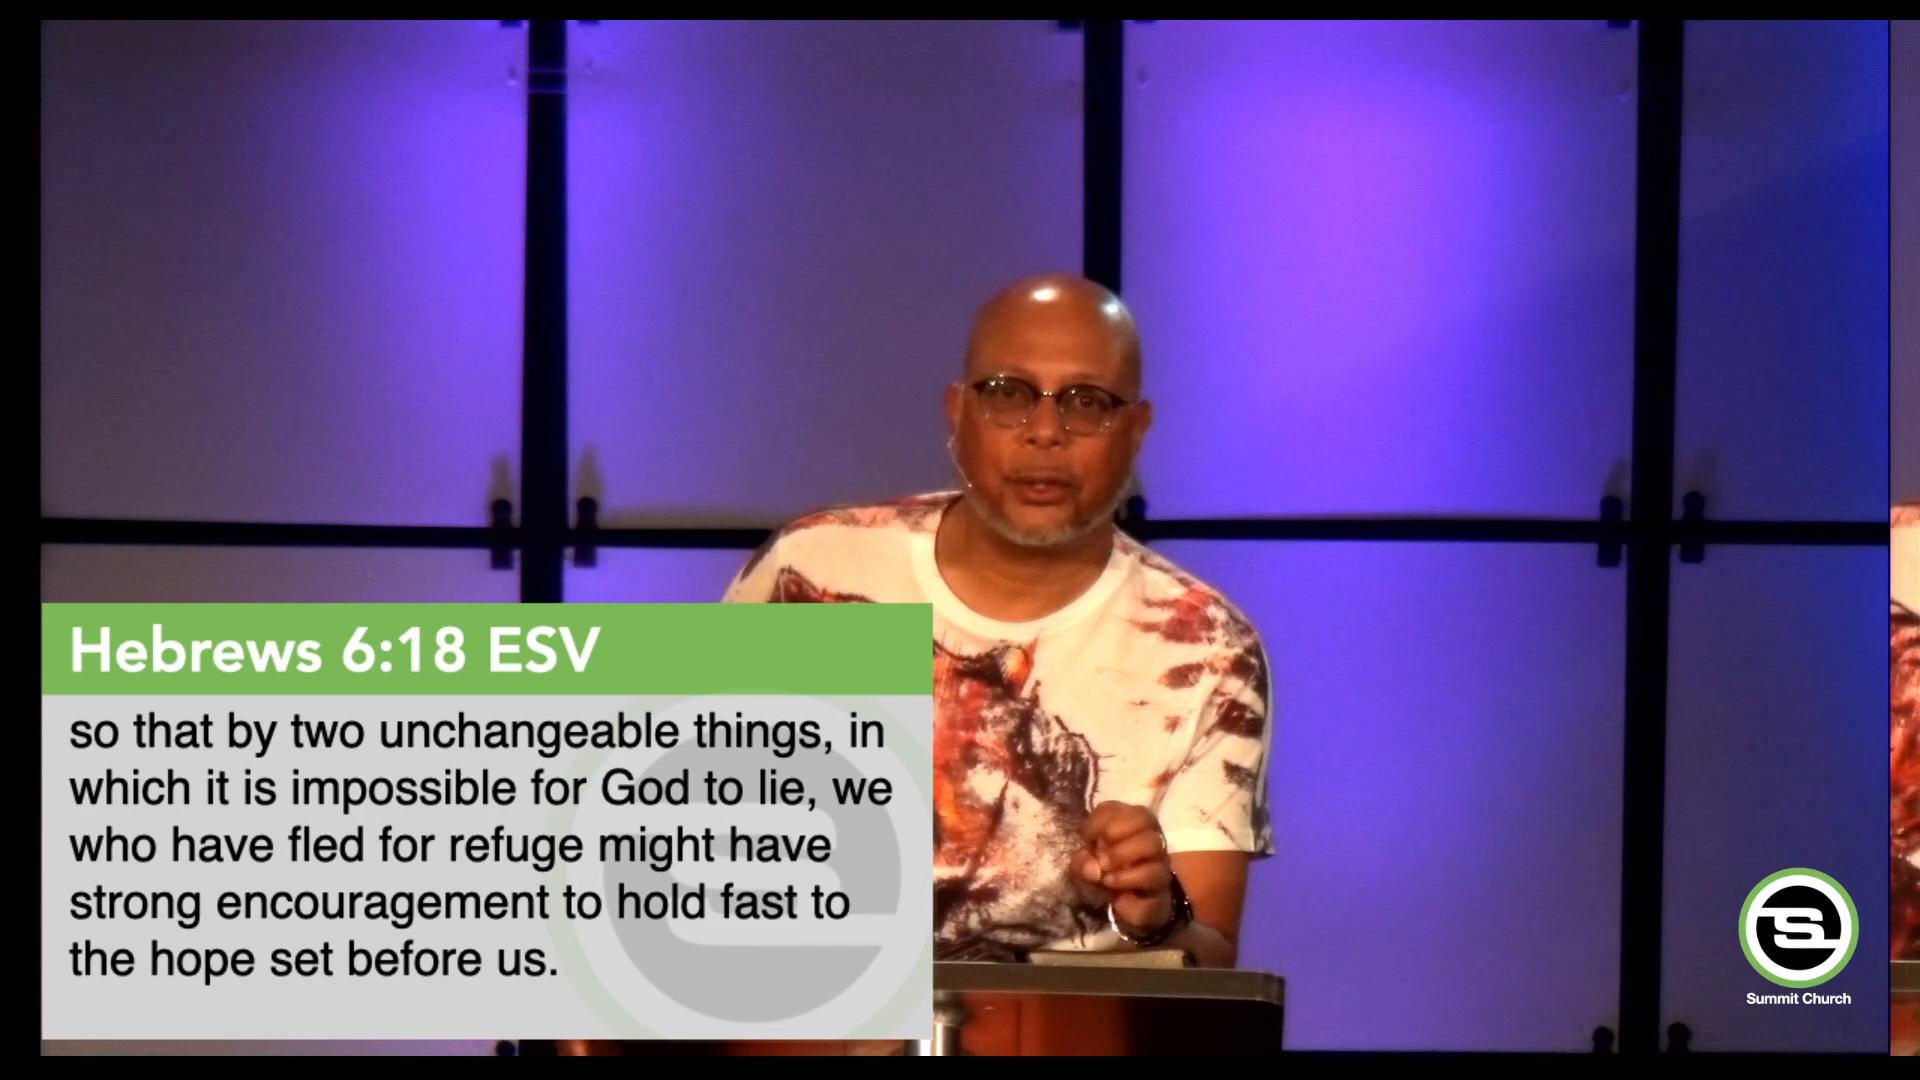 Hebrews 6:18 ESV
so that by two unchangeable things, in
which it is impossible for God to lie, we
who have fled for refuge might have
strong encouragement to hold fast to
the hope set before us.
S
Summit Church